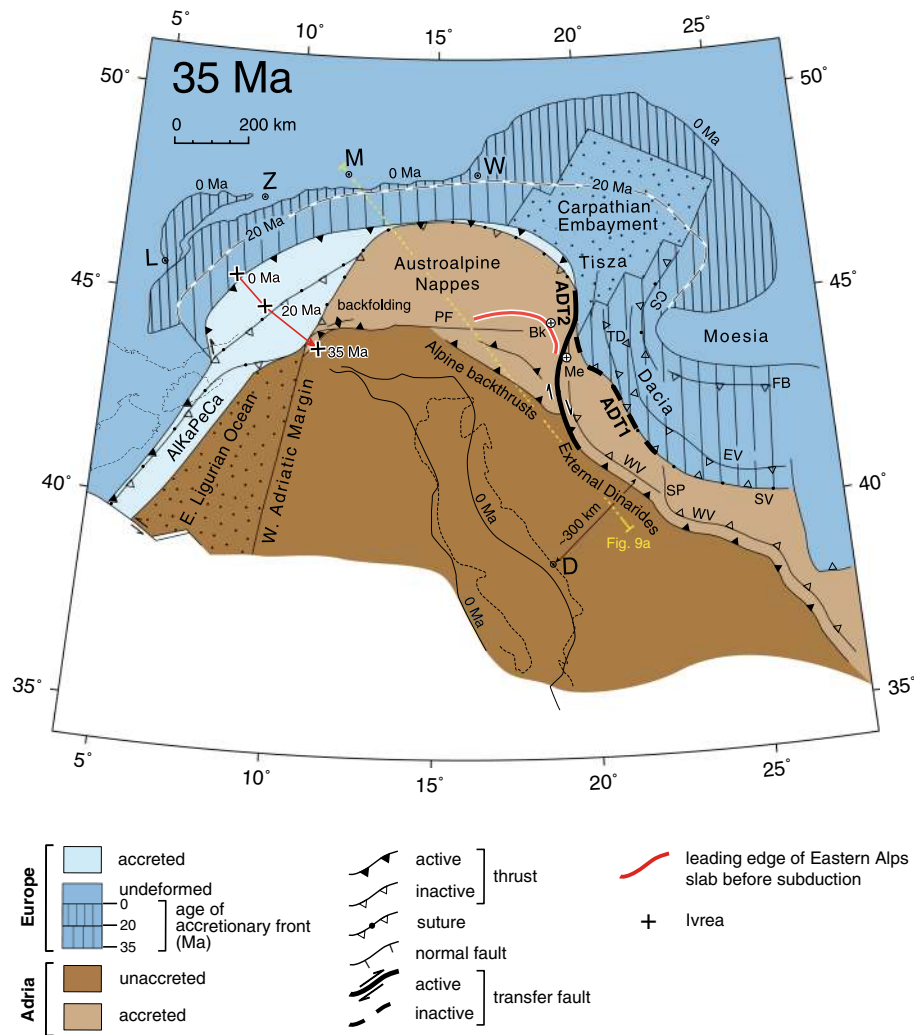 5˚
10˚
15˚
20˚
25˚
50˚
50˚
35 Ma
0 200 km
0 Ma
M
W
Z
0 Ma
0 Ma
20 Ma
20 Ma
Carpathian
Embayment
L
45˚
45˚
Tisza
Austroalpine
Nappes
0 Ma
20 Ma
35 Ma
backfolding
PF
Bk
ADT2
CS
TD
Me
Moesia
FB
Dacia
ADT1
Alpine backthrusts
AlKaPeCa
E. Ligurian Ocean
W. Adriatic Margin
External Dinarides
EV
WV
SP
SV
WV
40˚
40˚
0 Ma
~300 km
Fig. 9a
D
0 Ma
35˚
35˚
5˚
10˚
15˚
20˚
25˚
Europe
accreted
undeformed
0
20
35
age of
accretionary front
(Ma)
Adria
unaccreted
accreted
active
inactive
thrust
suture
normal fault
active
inactive
transfer fault
leading edge of Eastern Alps
slab before subduction
Ivrea